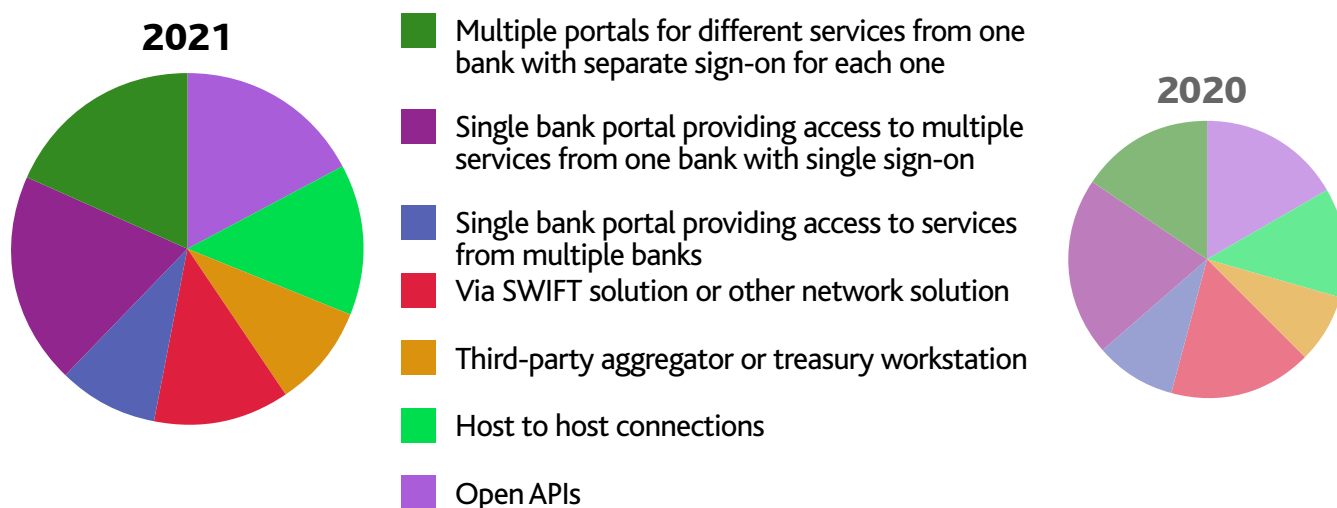 2021
Multiple portals for different services from one
bank with separate sign-on for each one
Single bank portal providing access to multiple
services from one bank with single sign-on
Single bank portal providing access to services
from multiple banks
Via SWIFT solution or other network solution
Third-party aggregator or treasury workstation
Host to host connections
Open APIs
2020